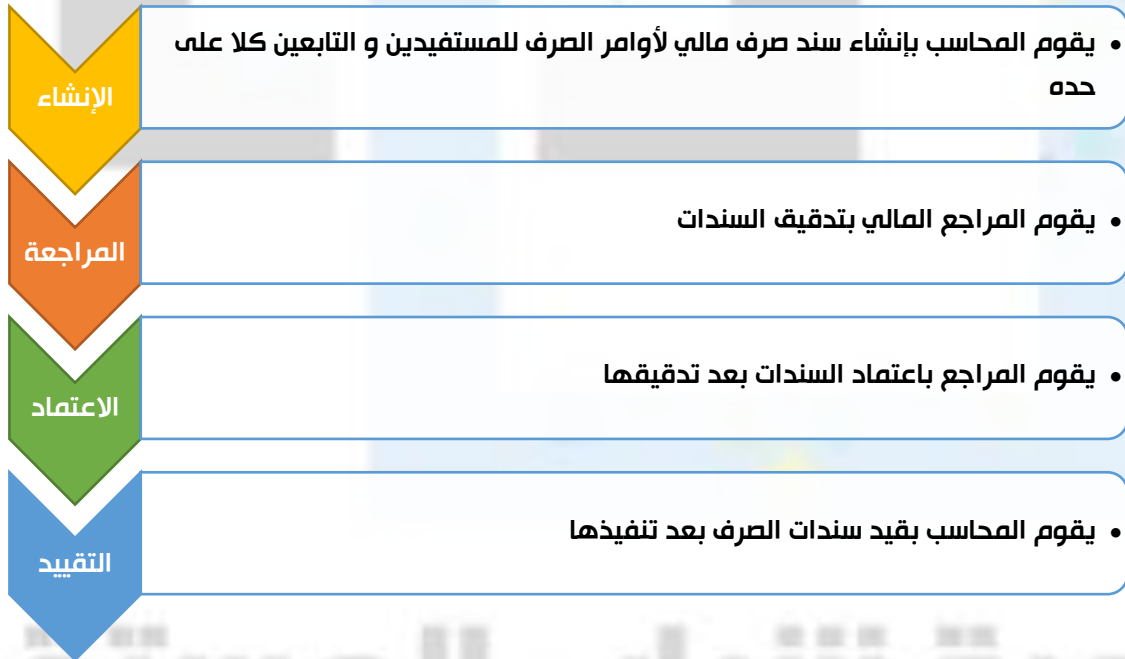 الإنشاء
• يقوم المحاسب بإنشاء سند صرف مالي لأوامر الصرف للمستفيدين و التابعين كلا على
حده
المراجعة
• يقوم المراجع المالي بتدقيق السندات
الاعتماد
• يقوم المراجع باعتماد السندات بعد تدقيقها
التقييد
• يقوم المحاسب بقيد سندات الصرف بعد تنفيذها